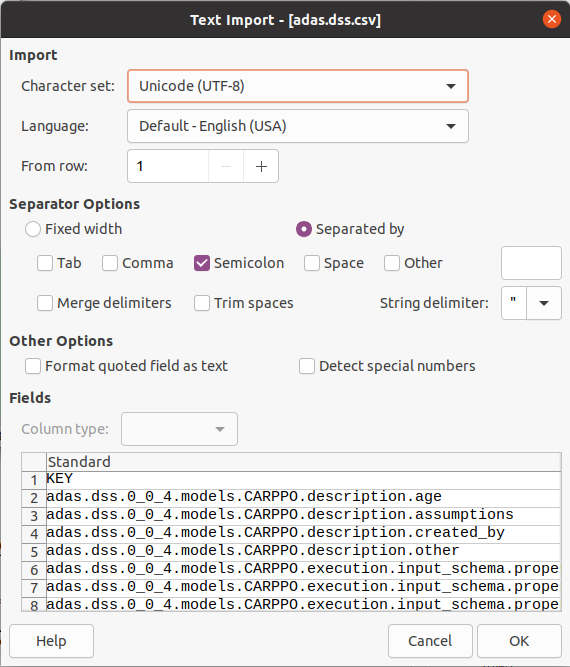 Text Import - [adas.dss.csv]
Import
Character set: Unicode (UTF-8)
Language: Default - English (USA)
From row: 1 − +
Separator Options
Fixed width Separated by
Tab Comma Semicolon Space Other
Merge delimiters Trim spaces String delimiter: "
Other Options
Format quoted field as text Detect special numbers
Fields
Column type:
Standard
1 KEY
2 adas.dss.0_0_4.models.CARPPO.description.age
3 adas.dss.0_0_4.models.CARPPO.description.assumptions
4 adas.dss.0_0_4.models.CARPPO.description.created_by
5 adas.dss.0_0_4.models.CARPPO.description.other
6 adas.dss.0_0_4.models.CARPPO.execution.input_schema.prope
7 adas.dss.0_0_4.models.CARPPO.execution.input_schema.prope
8 adas.dss.0_0_4.models.CARPPO.execution.input_schema.prope
Help Cancel OK